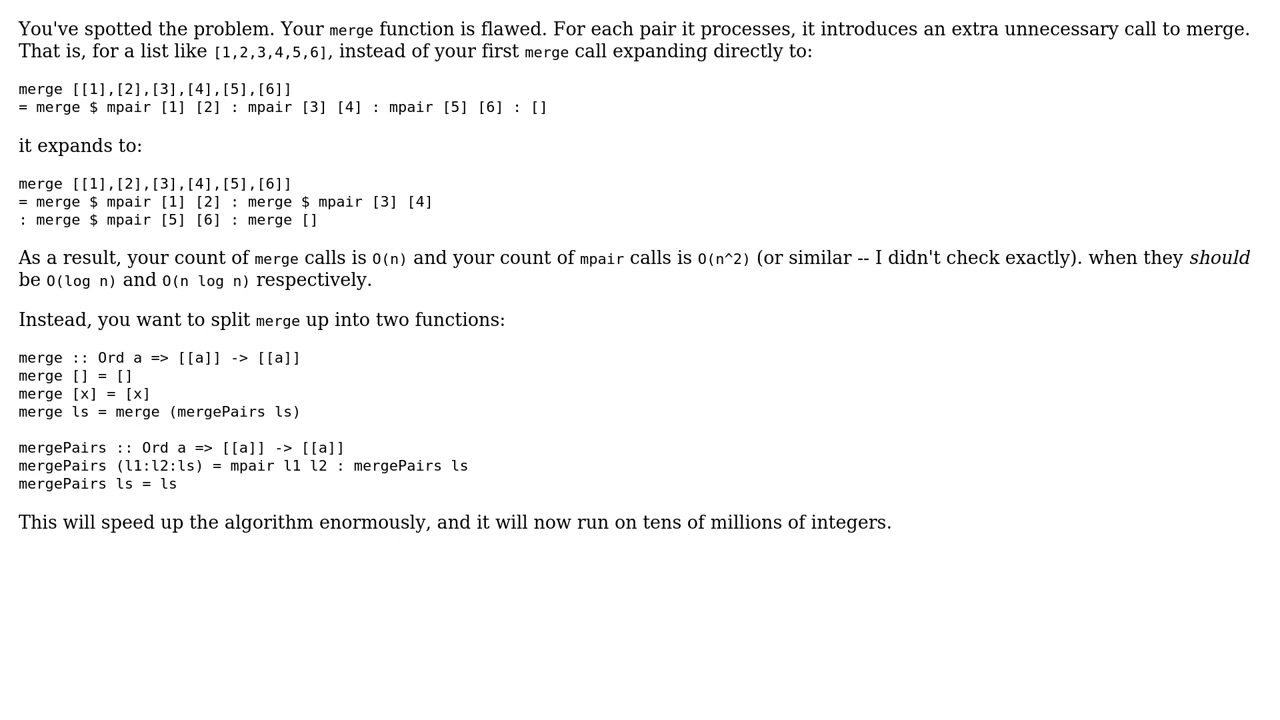 You've spotted the problem. Your merge function is flawed. For each pair it processes, it introduces an extra unnecessary call to merge.
That is, for a list like [1,2,3,4,5,6], instead of your first merge call expanding directly to:
merge [[1],[2],[3],[4],[5],[6]]
= merge $ mpair [1] [2] : mpair [3] [4] : mpair [5] [6] : []
it expands to:
merge [[1],[2],[3],[4],[5],[6]]
= merge $ mpair [1] [2] : merge $ mpair [3] [4]
: merge $ mpair [5] [6] : merge []
As a result, your count of merge calls is O(n) and your count of mpair calls is O(n^2) (or similar -- I didn't check exactly). when they should
be O(log n) and O(n log n) respectively.
Instead, you want to split merge up into two functions:
merge :: Ord a => [[a]] -> [[a]]
merge [] = []
merge [x] = [x]
merge ls = merge (mergePairs ls)
mergePairs :: Ord a => [[a]] -> [[a]]
mergePairs (l1:l2:ls) = mpair l1 l2 : mergePairs ls
mergePairs ls = ls
This will speed up the algorithm enormously, and it will now run on tens of millions of integers.